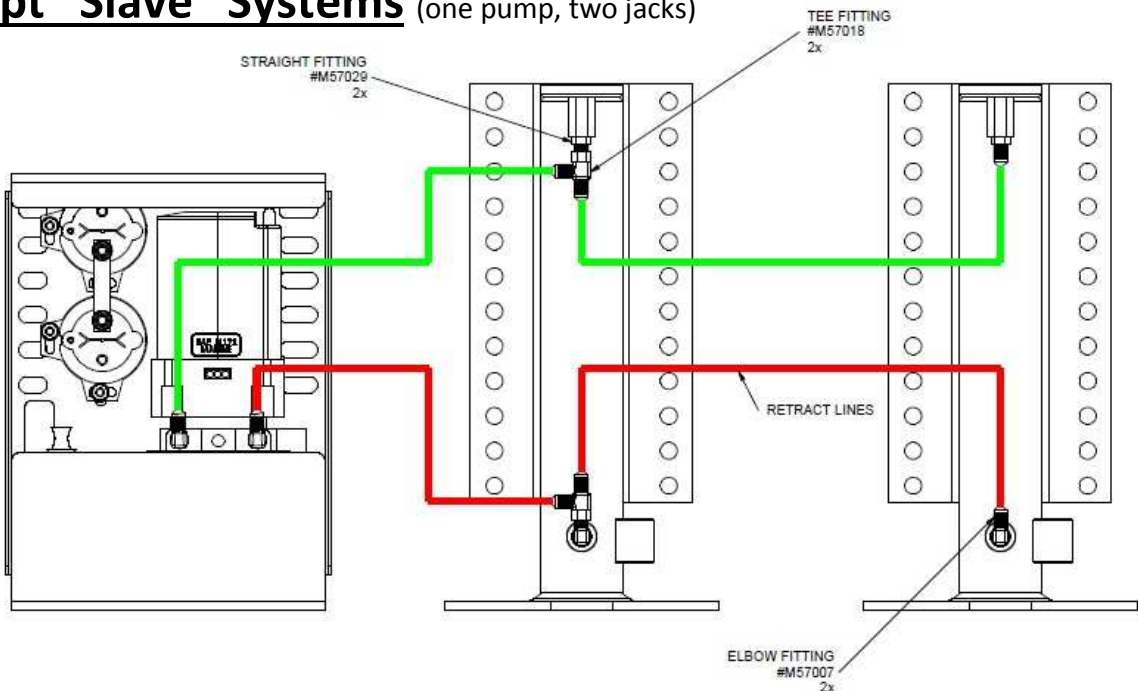 Slave Systems (one pump, two jacks)
TEE FITTING
#M57018
2x
STRAIGHT FITTING
#M57029
2x
RETRACT LINES
ELBOW FITTING
#M57007
2x